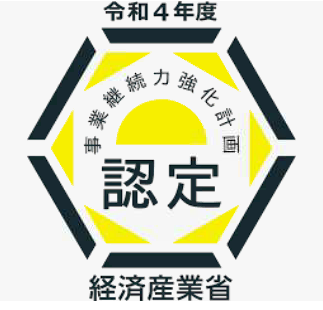 令和４年度
事業継続力強化計画
認定
経済産業省